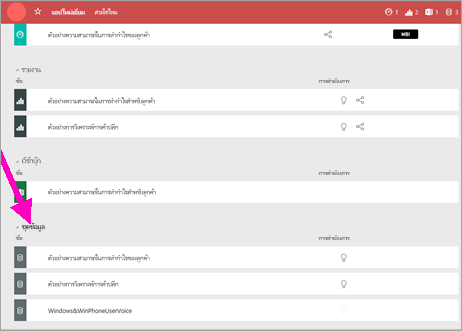 แอปใหม่เยี่ยม สามัคใหม่ 1 2 1 3
ตัวอย่างความสามารถในการทำกำไรของลูกค้า MBI
รายงาน
ชื่อ การดำเนินการ
ตัวอย่างความสามารถในการทำกำไรสำหรับลูกค้า
ตัวอย่างการวิเคราะห์การค้าปลีก
เวิร์กบุ๊ก
ชื่อ การดำเนินการ
ตัวอย่างความสามารถในการทำกำไรสำหรับลูกค้า
ชุดข้อมูล
ชื่อ การดำเนินการ
ตัวอย่างความสามารถในการทำกำไรของลูกค้า
ตัวอย่างการวิเคราะห์การค้าปลีก
Windows&WinPhoneUserVoice